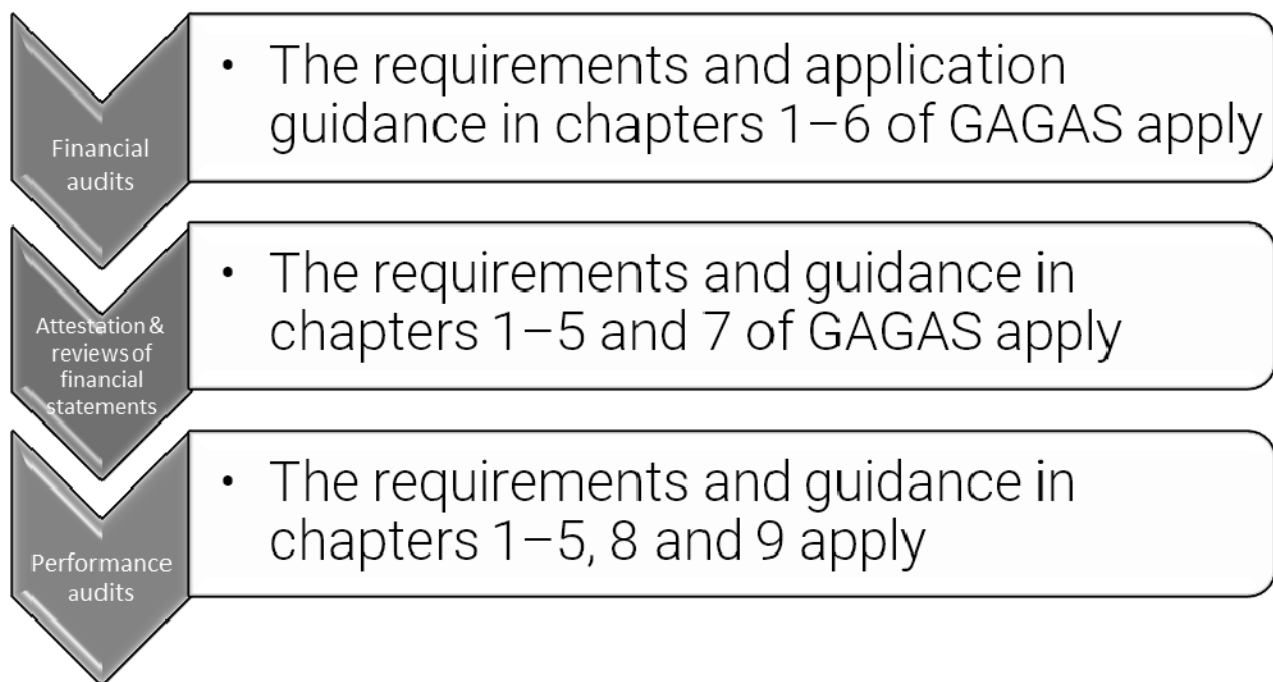 Financial
audits
• The requirements and application
guidance in chapters 1–6 of GAGAS apply
Attestation &
reviews of
financial
statements
• The requirements and guidance in
chapters 1–5 and 7 of GAGAS apply
Performance
audits
• The requirements and guidance in
chapters 1–5, 8 and 9 apply